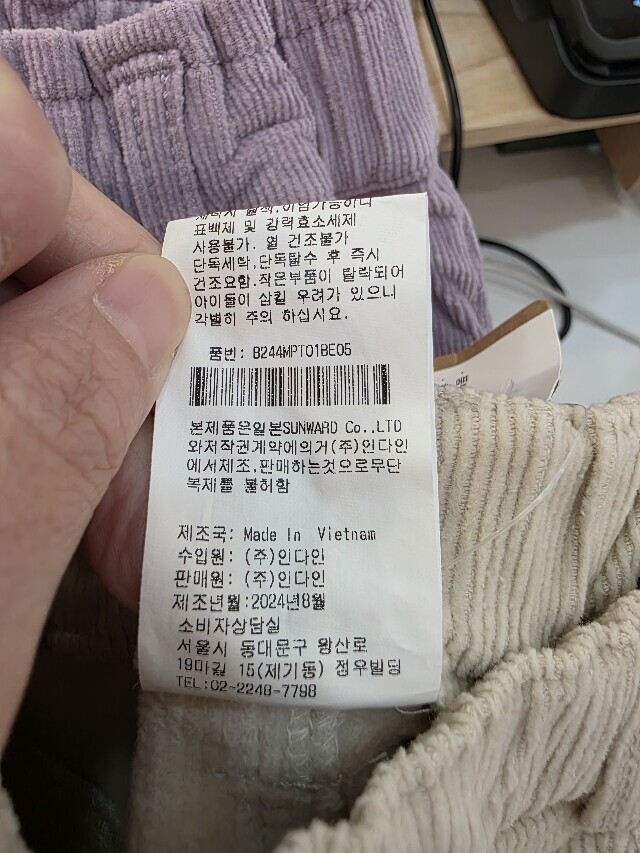 표백제 및 강력효소세제
사용불가. 열 건조불가
단독세탁,단독탈수 후 즉시
건조요함.작은부품이 탈락되어
아이들이 삼킬 우려가 있으니
각별히 주의 하십시요.
품번: B244MPT01BE05
본제품은일본SUNWARD Co.,LTD
와저작권계약에의거(주)인다인
에서제조,판매하는것으로무단
복제를 불허함
제조국: Made In Vietnam
수입원: (주)인다인
판매원: (주)인다인
제조년월:2024년8월
소비자상담실
서울시 동대문구 왕산로
19마길 15(제기동) 정우빌딩
TEL:02-2248-7798